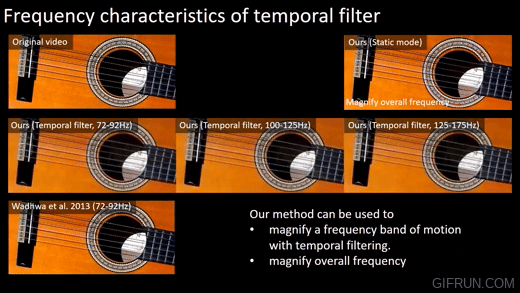 Frequency characteristics of temporal filter
Original video
Ours (Static mode)
Magnify overall frequency
Ours (Temporal filter, 72-92Hz)
Ours (Temporal filter, 100-125Hz)
Ours (Temporal filter, 125-175Hz)
Wadhwa et al. 2013 (72-92Hz)
Our method can be used to
• magnify a frequency band of motion
with temporal filtering.
• magnify overall frequency
GIFRUN.COM